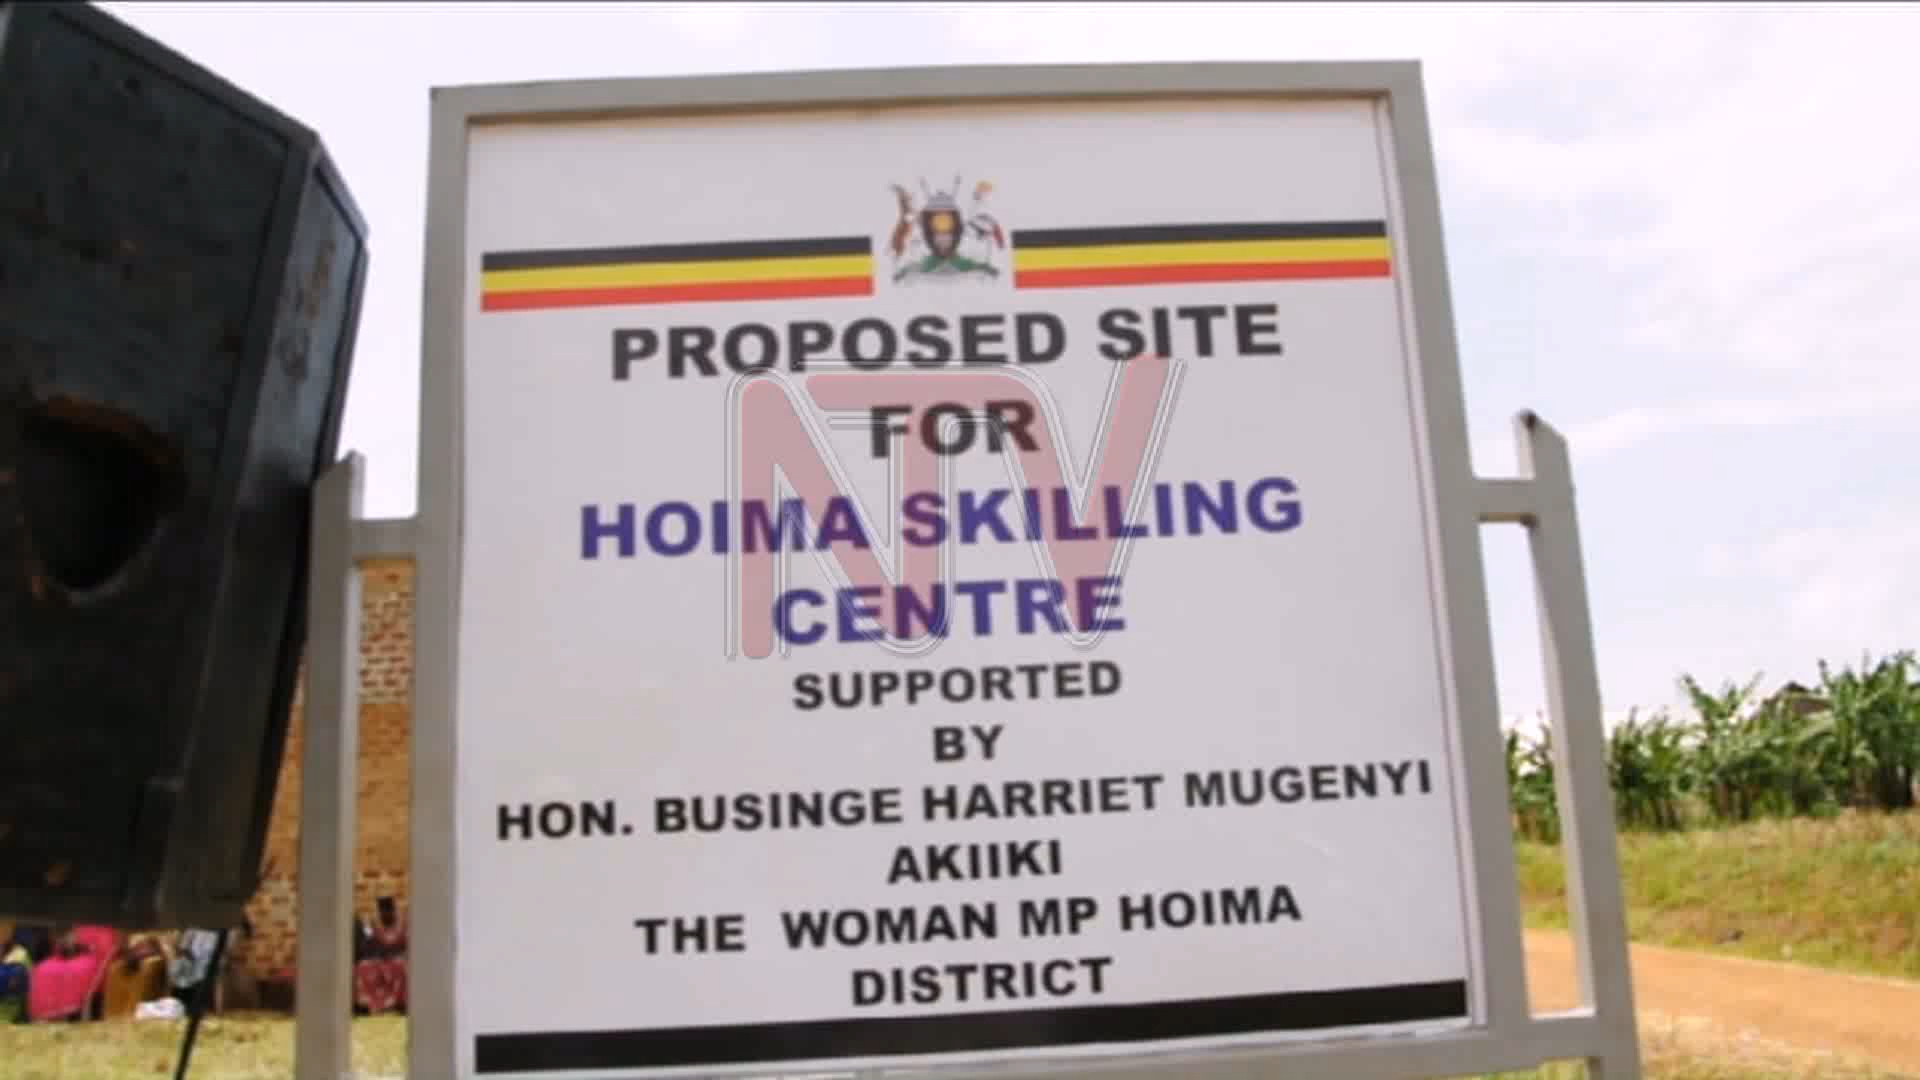 PROPOSED SITE
FOR
HOIMA SKILLING
CENTRE
SUPPORTED
BY
HON. BUSINGE HARRIET MUGENYI
AKIIKI
THE WOMAN MP HOIMA
DISTRICT
NTV